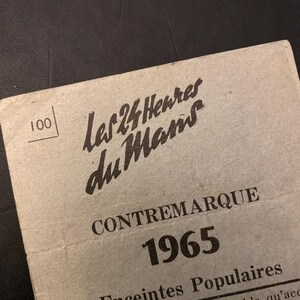 100
Les 24 Heures
du Mans
CONTREMARQUE
1965
Enceintes Populaires